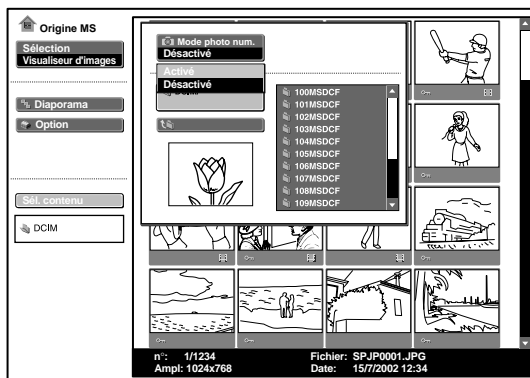 Origine MS
Sélection
Visualiseur d'images
Diaporama
Option
Sél. contenu
DCIM
Mode photo num.
Désactivé
Activé
Désactivé
DCIM
100MSDCF
101MSDCF
102MSDCF
103MSDCF
104MSDCF
105MSDCF
106MSDCF
107MSDCF
108MSDCF
109MSDCF
n°: 1/1234 Fichier: SPJP0001.JPG
Ampl: 1024x768 Date: 15/7/2002 12:34